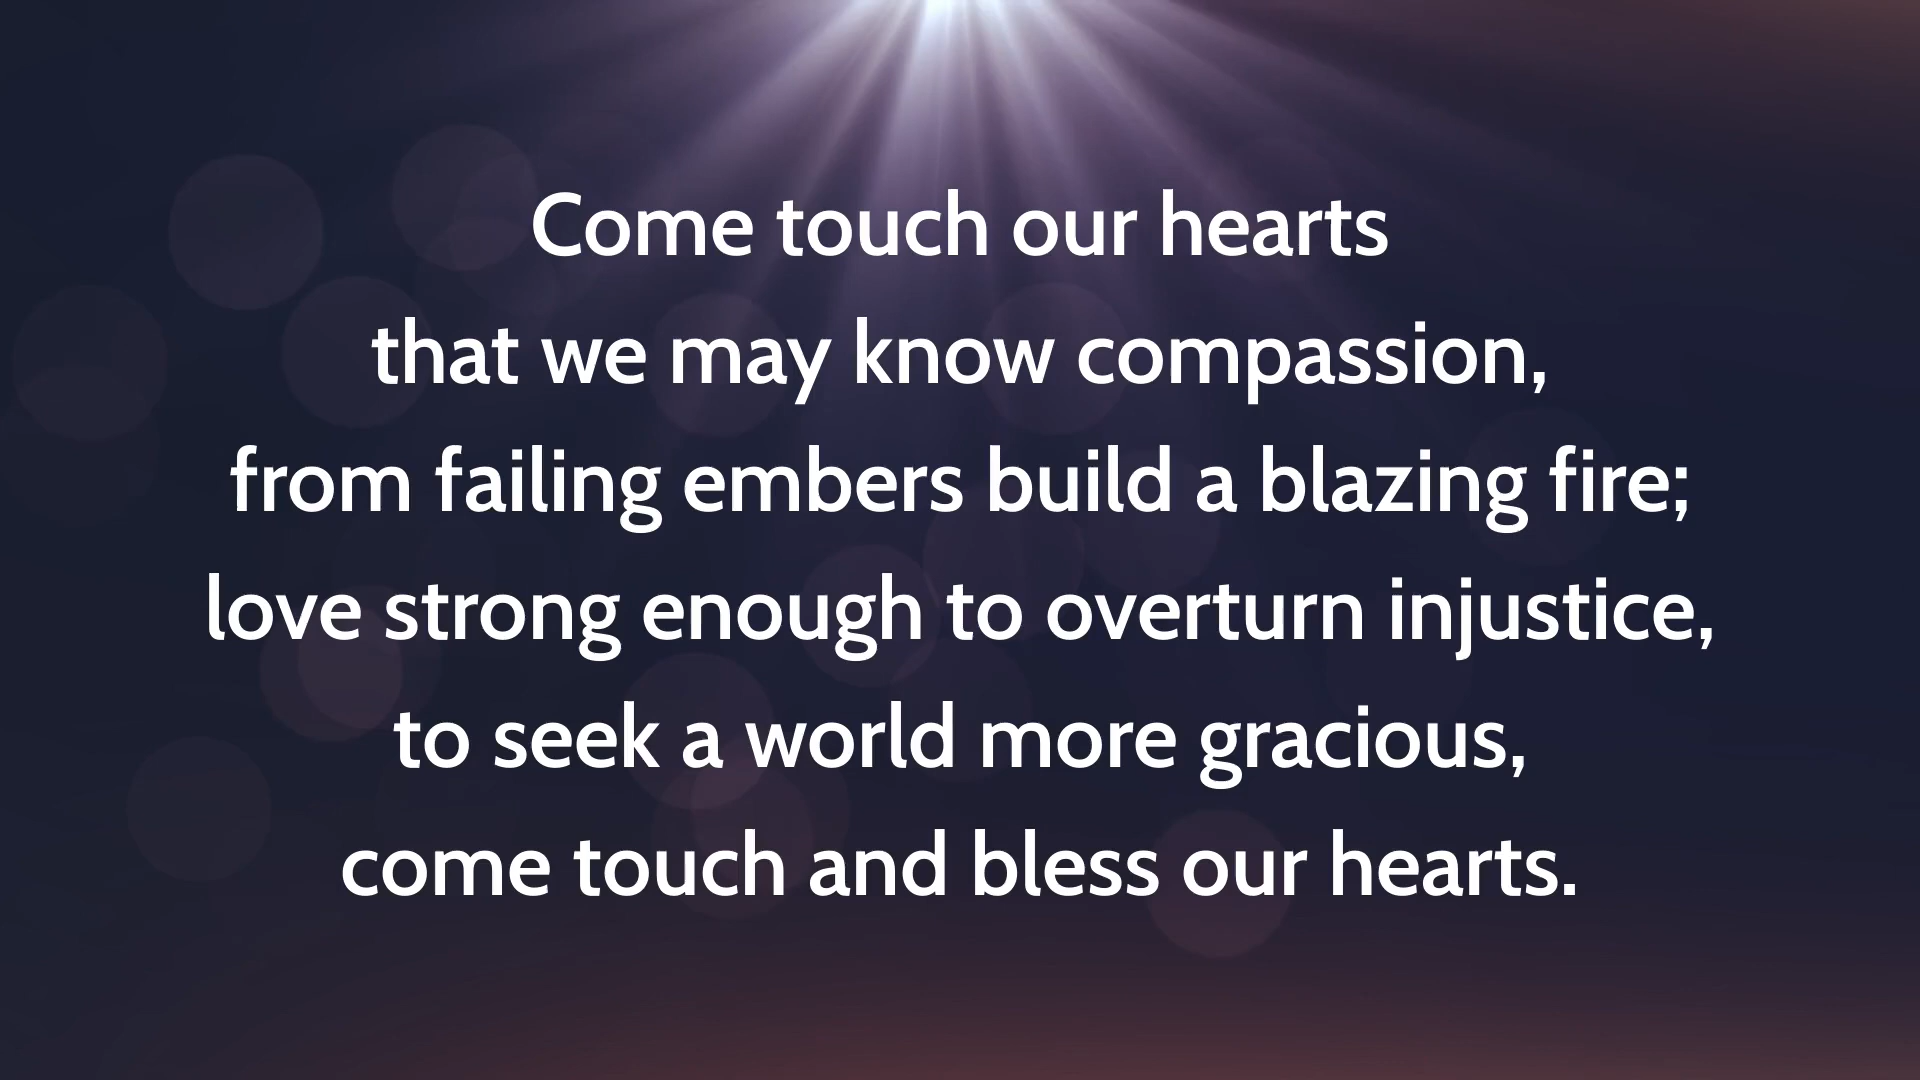 Come touch our hearts
that we may know compassion,
from failing embers build a blazing fire;
love strong enough to overturn injustice,
to seek a world more gracious,
come touch and bless our hearts.